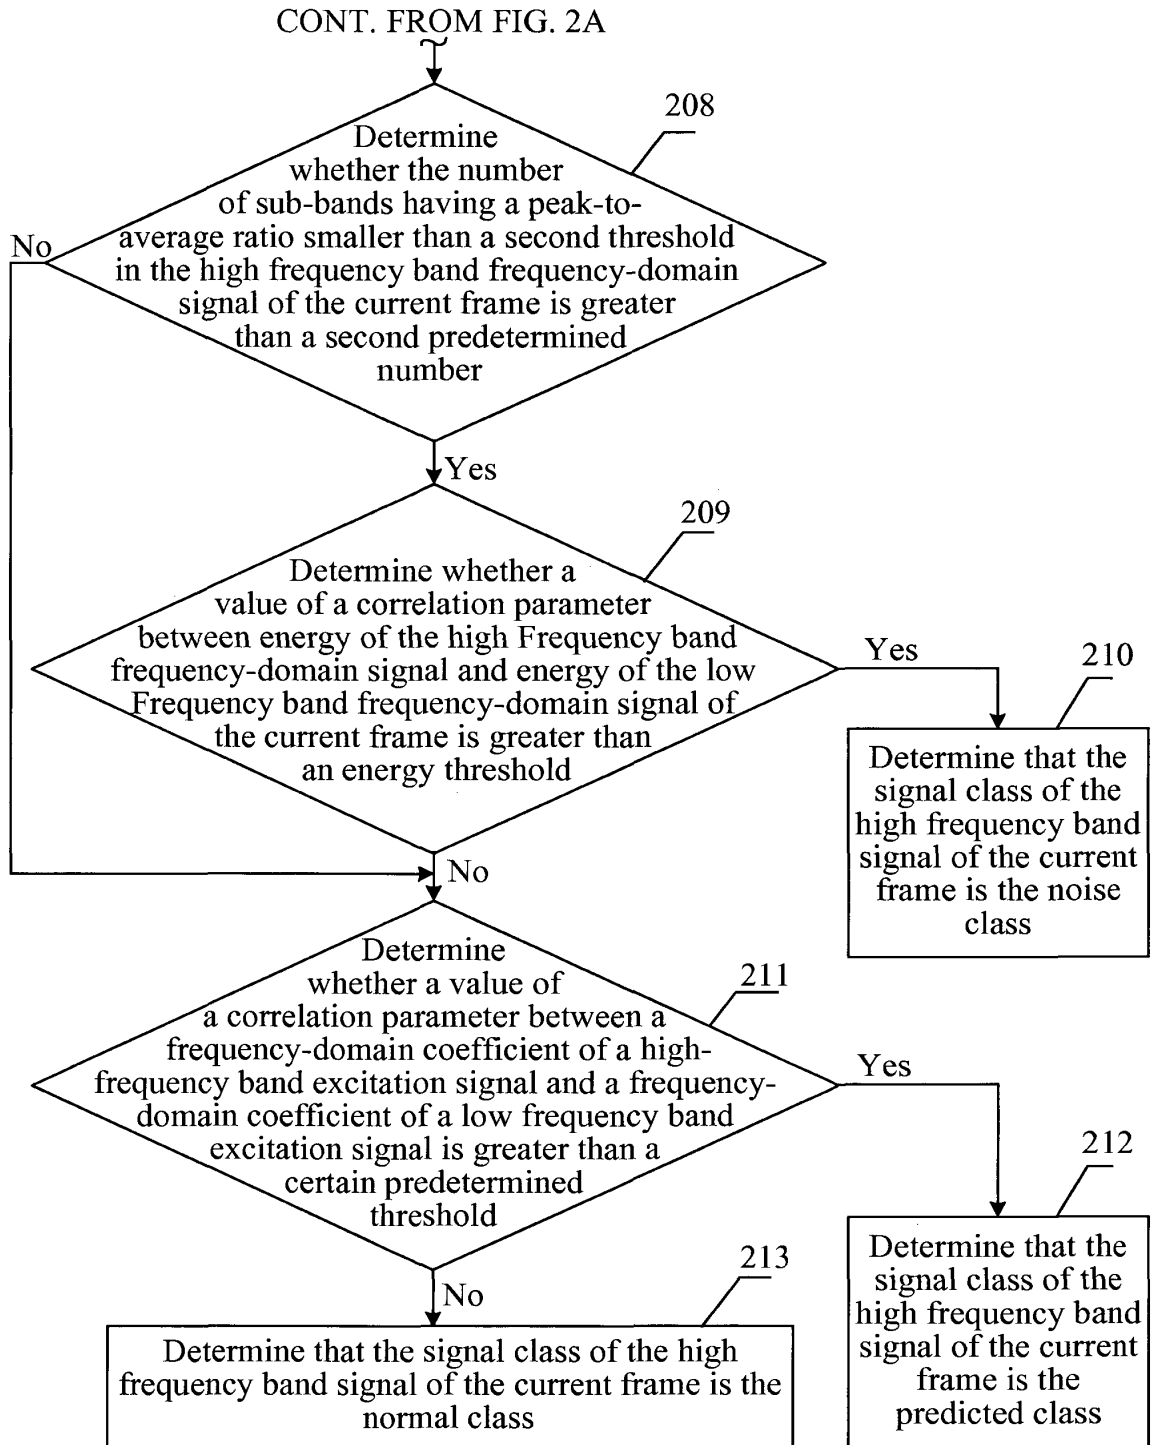 CONT. FROM FIG. 2A
208
Determine
whether the number
of sub-bands having a peak-to-
average ratio smaller than a second threshold
in the high frequency band frequency-domain
signal of the current frame is greater
than a second predetermined
number
No
Yes
209
Determine whether a
value of a correlation parameter
between energy of the high Frequency band
frequency-domain signal and energy of the low
Frequency band frequency-domain signal of
the current frame is greater than
an energy threshold
Yes
210
Determine that the
signal class of the
high frequency band
signal of the current
frame is the noise
class
No
211
Determine
whether a value of
a correlation parameter between a
frequency-domain coefficient of a high-
frequency band excitation signal and a frequency-
domain coefficient of a low frequency band
excitation signal is greater than a
certain predetermined
threshold
Yes
212
Determine that the
signal class of the
high frequency band
signal of the current
frame is the
predicted class
No
213
Determine that the signal class of the high
frequency band signal of the current frame is the
normal class